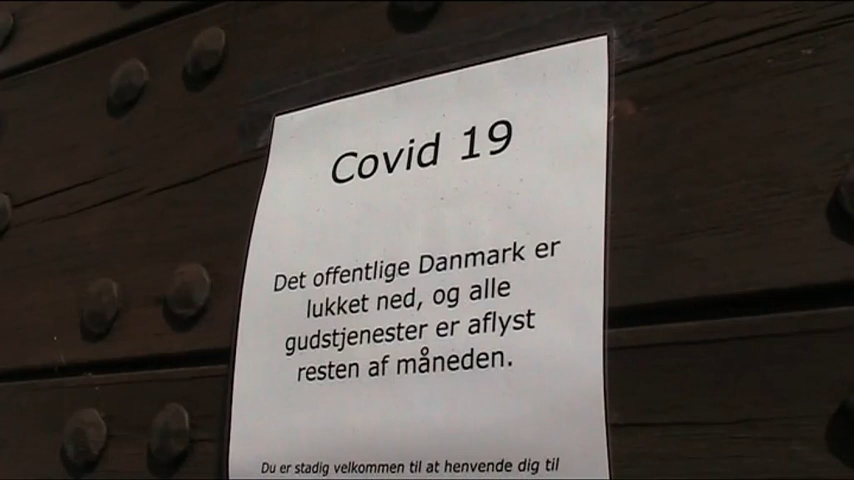 Covid 19
Det offentlige Danmark er
lukket ned, og alle
gudstjenester er aflyst
resten af måneden.
Du er stadig velkommen til at henvende dig til